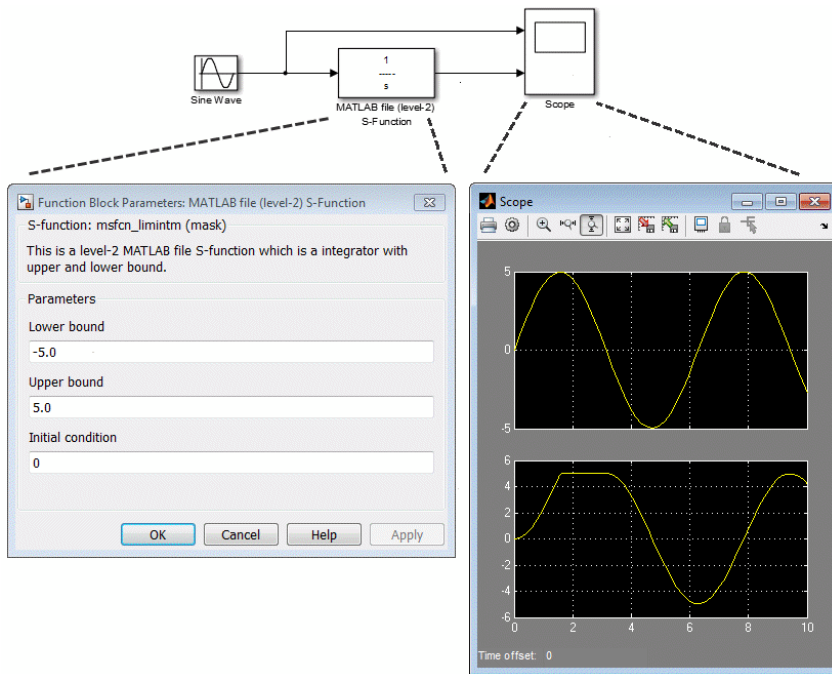 1
-----
s
Sine Wave
MATLAB file (level-2)
S-Function
Scope
Function Block Parameters: MATLAB file (level-2) S-Function
S-function: msfcn_limintm (mask)
This is a level-2 MATLAB file S-function which is a integrator with
upper and lower bound.
Parameters
Lower bound
-5.0
Upper bound
5.0
Initial condition
0
OK Cancel Help Apply
Scope
5
0
-5
6
4
2
0
-2
-4
-6
0 2 4 6 8 10
Time offset: 0